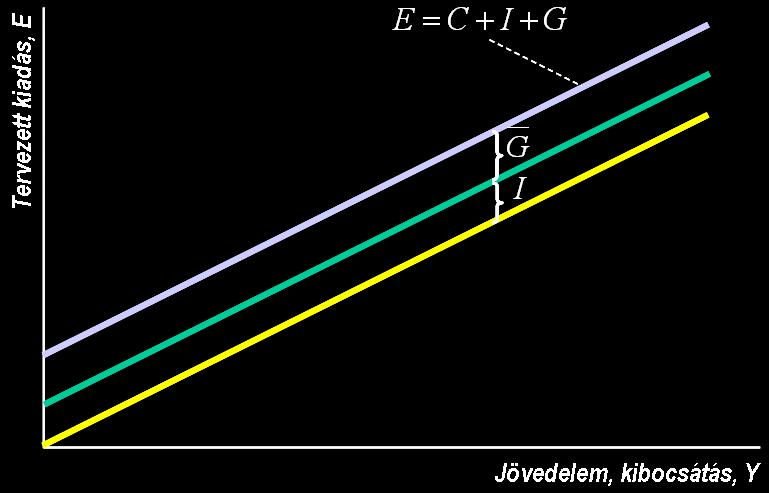 E = C + I + G
Tervezett kiadás, E
G̅
I
Jövedelem, kibocsátás, Y